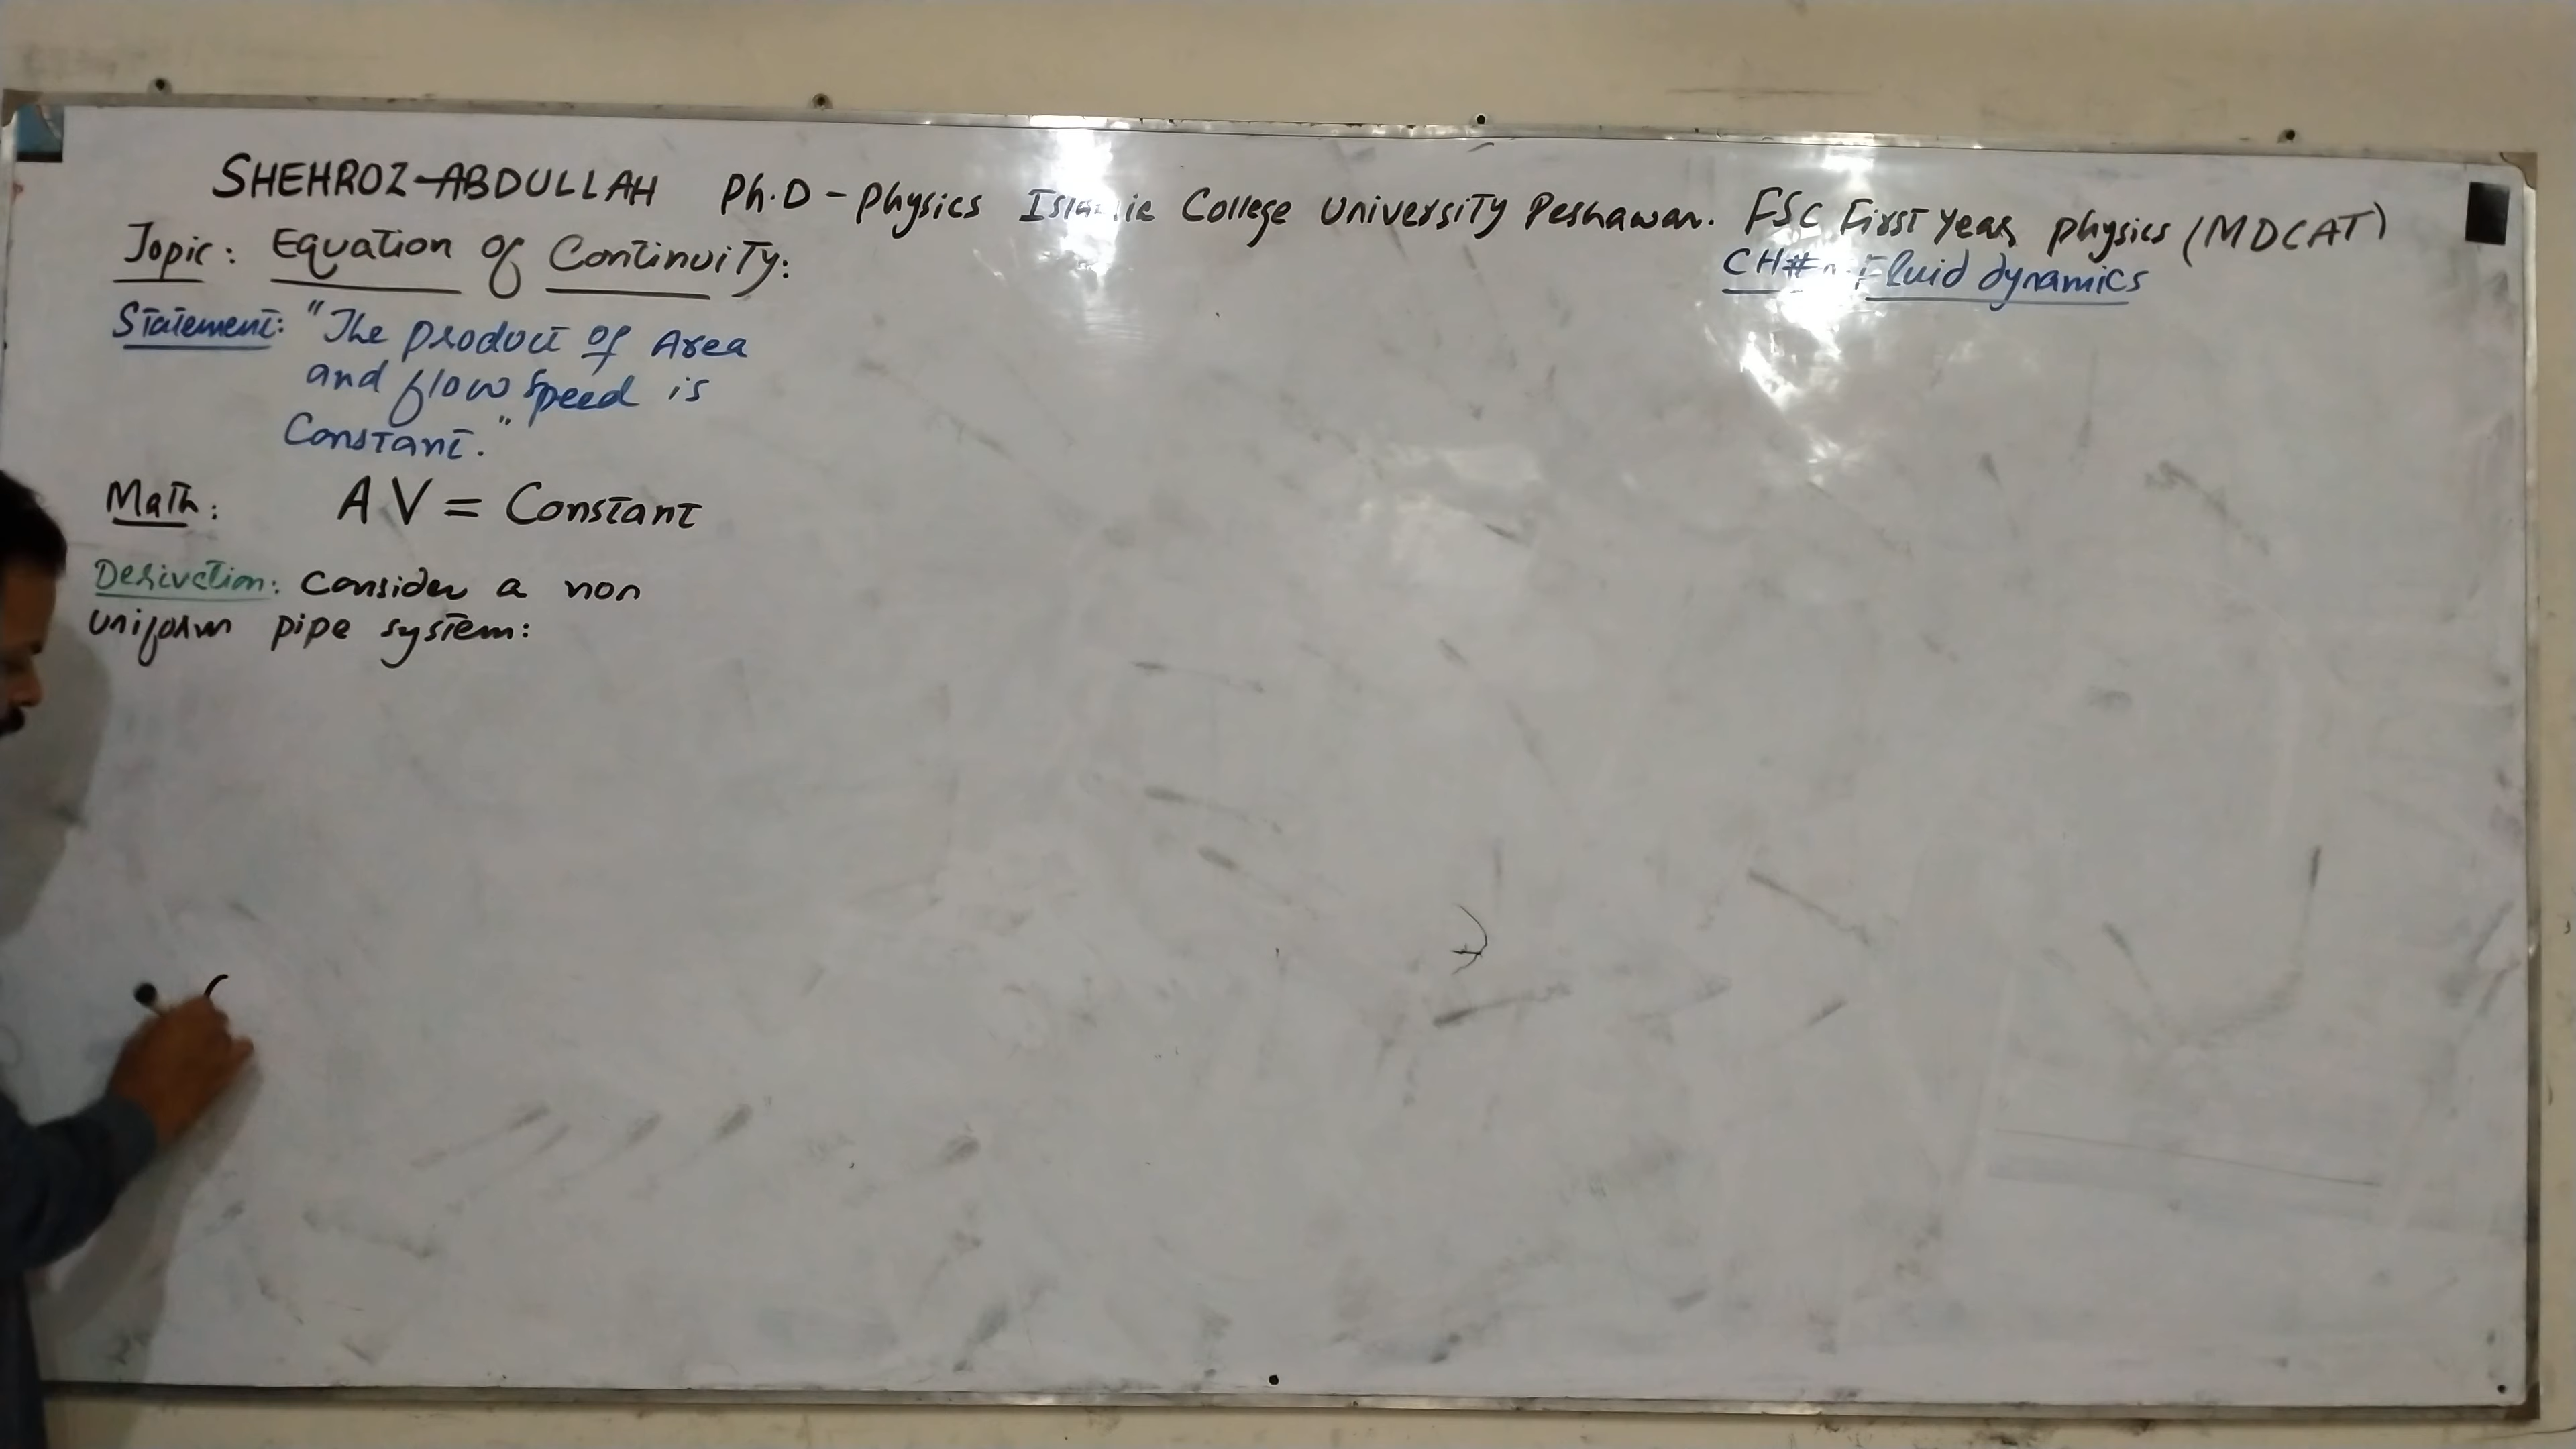 SHEHROZ-ABDULLAH Ph.D - Physics Islamic College University Peshawar. FSC First Year Physics (MDCAT)
CH# Fluid dynamics
Topic: Equation of Continuity:
Statement: "The product of Area
and flow speed is
Constant."
Math: AV = Constant
Derivation: Consider a non
uniform pipe system: